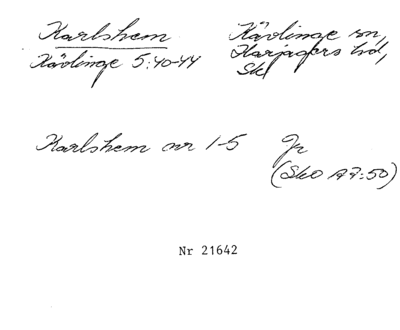 Karlshem
Kävlinge 5:40-44
Kävlinge sn,
Harjagers hd,
Sk
Karlshem nr 1-5 Jr
(SkO A7:50)
Nr 21642